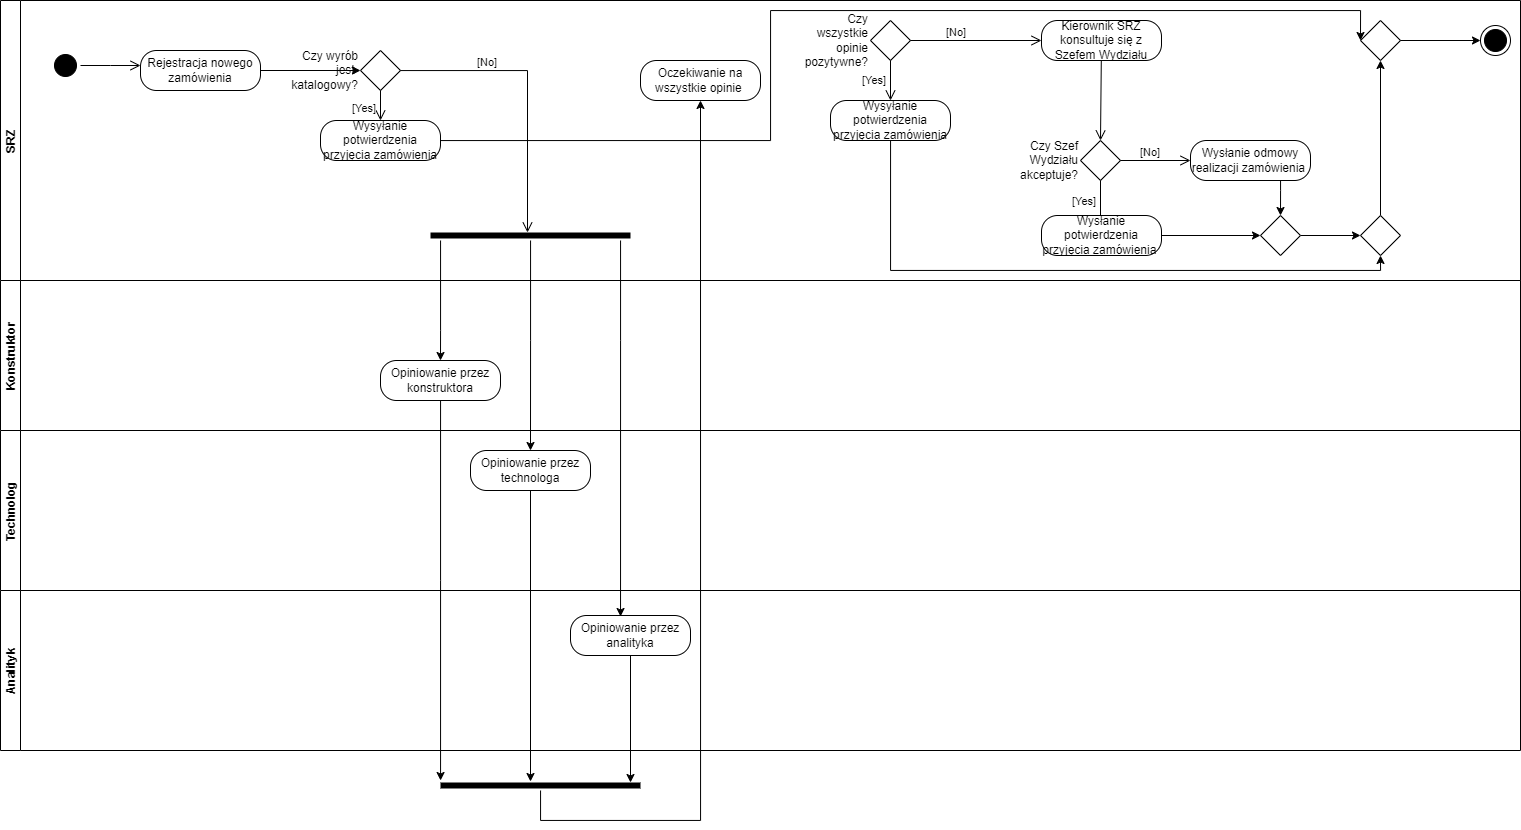 SRZ
Rejestracja nowego
zamówienia
Czy wyrób
jest
katalogowy?
[No]
[Yes]
Wysyłanie
potwierdzenia
przyjęcia zamówienia
Oczekiwanie na
wszystkie opinie
Czy
wszystkie
opinie
pozytywne?
[No]
[Yes]
Wysyłanie
potwierdzenia
przyjęcia zamówienia
Kierownik SRZ
konsultuje się z
Szefem Wydziału
Czy Szef
Wydziału
akceptuje?
[No]
[Yes]
Wysłanie odmowy
realizacji zamówienia
Wysłanie
potwierdzenia
przyjęcia zamówienia
Konstruktor
Opiniowanie przez
konstruktora
Technolog
Opiniowanie przez
technologa
Analityk
Opiniowanie przez
analityka